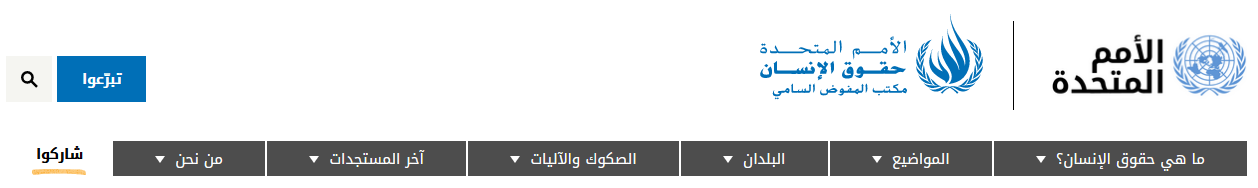 الأمم
المتحدة
الأمم المتحدة
حقوق الإنسان
مكتب المفوض السامي
تبرّعوا
ما هي حقوق الإنسان؟
المواضيع
البلدان
الصكوك والآليات
آخر المستجدات
من نحن
شاركوا